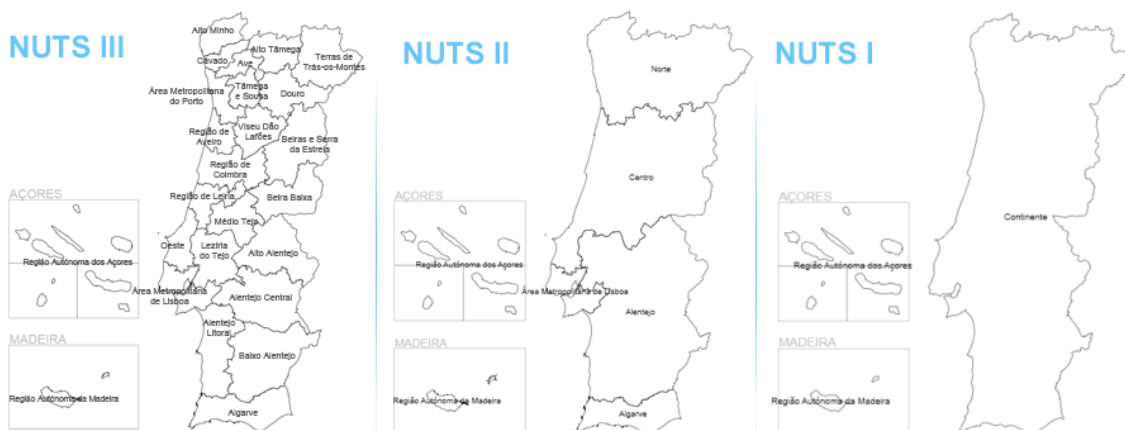 NUTS III
Alto Minho
Alto Tâmega
Terras de
Trás-os-Montes
Cávado
Ave
Tâmega
e Sousa
Douro
Área Metropolitana
do Porto
Região de
Aveiro
Viseu Dão
Lafões
Beiras e Serra
da Estrela
Região de
Coimbra
Região de Leiria
Beira Baixa
Médio Tejo
Oeste
Lezíria
do Tejo
Alto Alentejo
Área Metropolitana
de Lisboa
Alentejo Central
Alentejo
Litoral
Baixo Alentejo
Algarve
AÇORES
Região Autónoma dos Açores
MADEIRA
Região Autónoma da Madeira
NUTS II
Norte
Centro
Área Metropolitana de Lisboa
Alentejo
Algarve
AÇORES
Região Autónoma dos Açores
MADEIRA
Região Autónoma da Madeira
NUTS I
Continente
AÇORES
Região Autónoma dos Açores
MADEIRA
Região Autónoma da Madeira